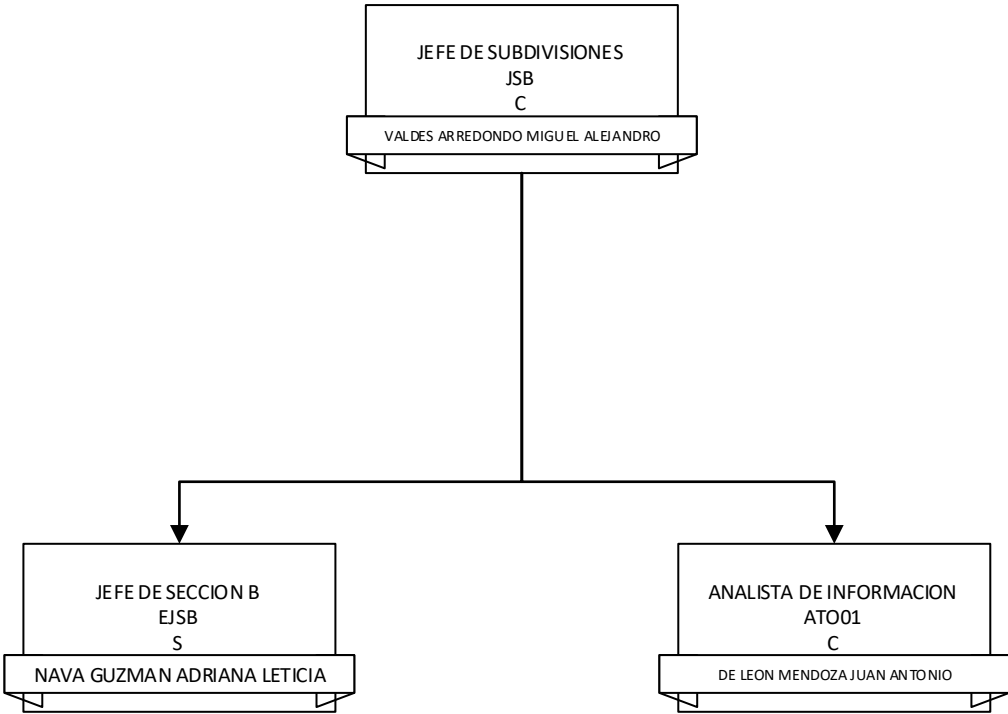 JEFE DE SUBDIVISIONES
JSB
C
VALDES ARREDONDO MIGUEL ALEJANDRO
JEFE DE SECCION B
EJSB
S
NAVA GUZMAN ADRIANA LETICIA
ANALISTA DE INFORMACION
ATO01
C
DE LEON MENDOZA JUAN ANTONIO